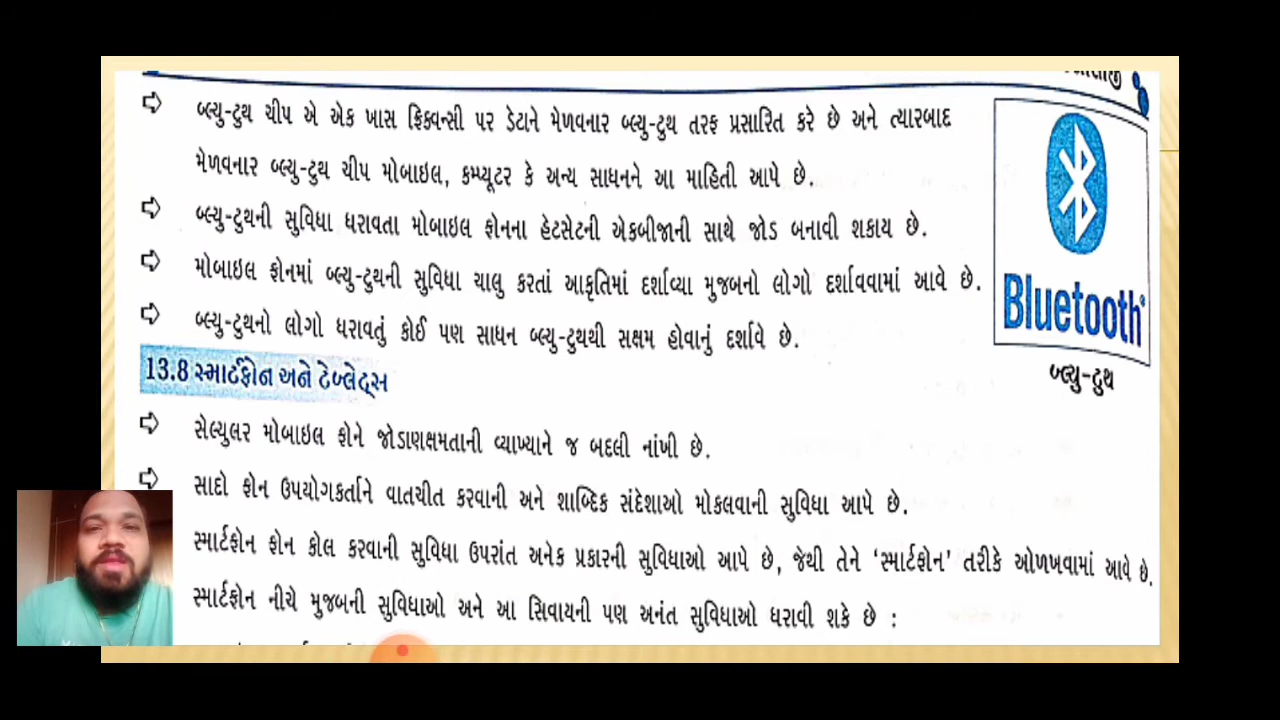 બ્લ્યુ-ટુથ ચીપ એ એક ખાસ ફ્રિક્વન્સી પર ડેટાને મેળવનાર બ્લ્યુ-ટુથ તરફ પ્રસારિત કરે છે અને ત્યારબાદ
મેળવનાર બ્લ્યુ-ટુથ ચીપ મોબાઇલ, કમ્પ્યૂટર કે અન્ય સાધનને આ માહિતી આપે છે.
બ્લ્યુ-ટુથની સુવિધા ધરાવતા મોબાઇલ ફોનના હેટસેટની એકબીજાની સાથે જોડ બનાવી શકાય છે.
મોબાઇલ ફોનમાં બ્લ્યુ-ટુથની સુવિધા ચાલુ કરતાં આકૃતિમાં દર્શાવ્યા મુજબનો લોગો દર્શાવવામાં આવે છે.
બ્લ્યુ-ટુથનો લોગો ધરાવતું કોઈ પણ સાધન બ્લ્યુ-ટુથથી સક્ષમ હોવાનું દર્શાવે છે.
Bluetooth®
બ્લ્યુ-ટુથ
13.8 સ્માર્ટફોન અને ટેબ્લેટ્સ
સેલ્યુલર મોબાઇલ ફોને જોડાણક્ષમતાની વ્યાખ્યાને જ બદલી નાંખી છે.
સાદો ફોન ઉપયોગકર્તાને વાતચીત કરવાની અને શાબ્દિક સંદેશાઓ મોકલવાની સુવિધા આપે છે.
સ્માર્ટફોન ફોન કોલ કરવાની સુવિધા ઉપરાંત અનેક પ્રકારની સુવિધાઓ આપે છે, જેથી તેને ‘સ્માર્ટફોન’ તરીકે ઓળખવામાં આવે છે.
સ્માર્ટફોન નીચે મુજબની સુવિધાઓ અને આ સિવાયની પણ અનંત સુવિધાઓ ધરાવી શકે છે :